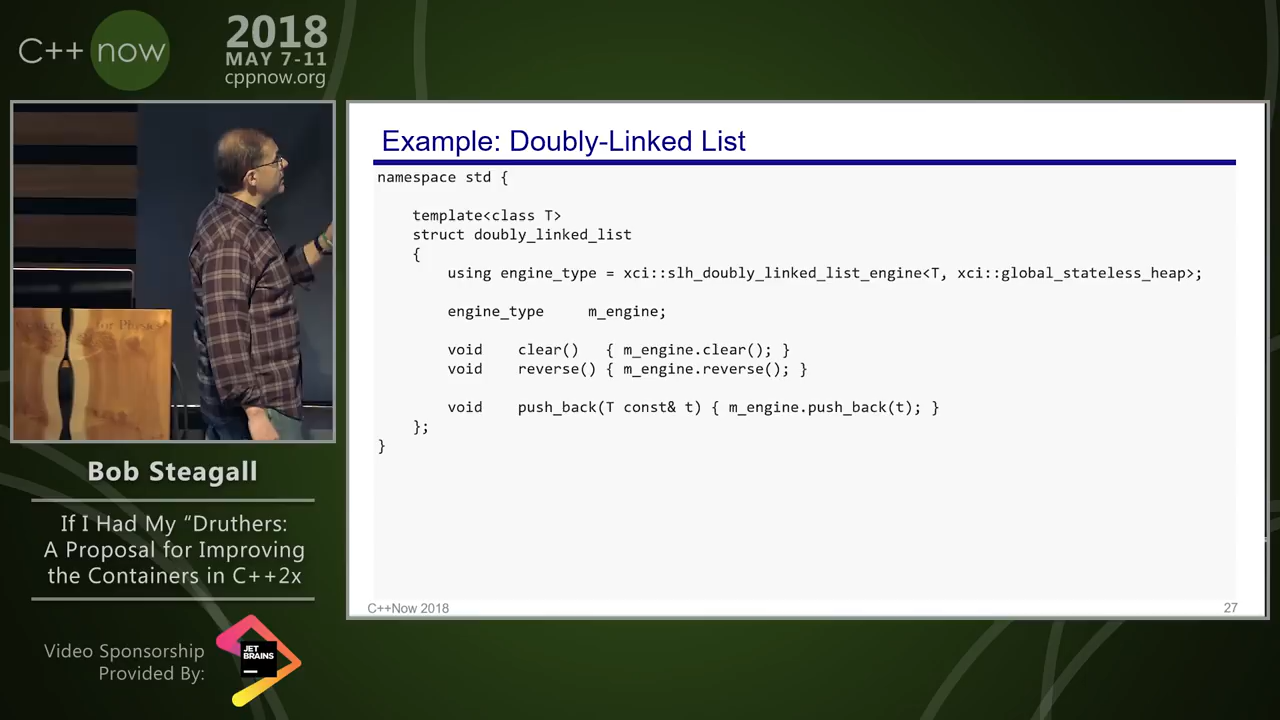 C++ now
2018
MAY 7-11
cppnow.org
Example: Doubly-Linked List
namespace std {
template<class T>
struct doubly_linked_list
{
using engine_type = xci::slh_doubly_linked_list_engine<T, xci::global_stateless_heap>;
engine_type m_engine;
void clear() { m_engine.clear(); }
void reverse() { m_engine.reverse(); }
void push_back(T const& t) { m_engine.push_back(t); }
};
}
C++Now 2018
27
for Physics
Bob Steagall
If I Had My “Druthers:
A Proposal for Improving
the Containers in C++2x
Video Sponsorship
Provided By:
JET
BRAINS